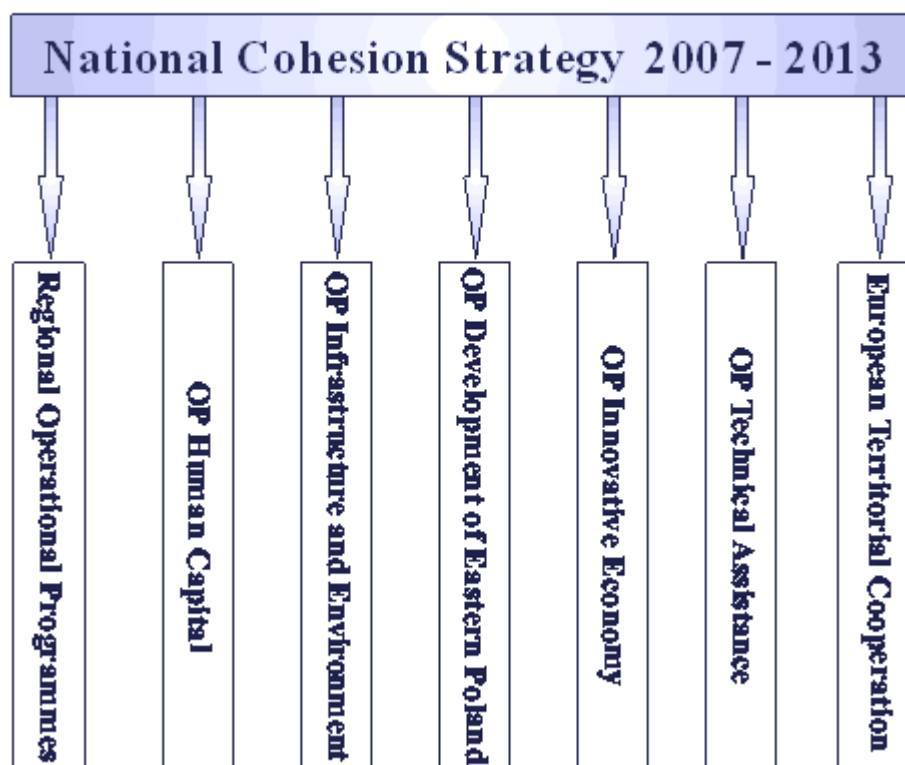 National Cohesion Strategy 2007 - 2013
Regional Operational Programmes
OP Human Capital
OP Infrastructure and Environment
OP Development of Eastern Poland
OP Innovative Economy
OP Technical Assistance
European Territorial Cooperation